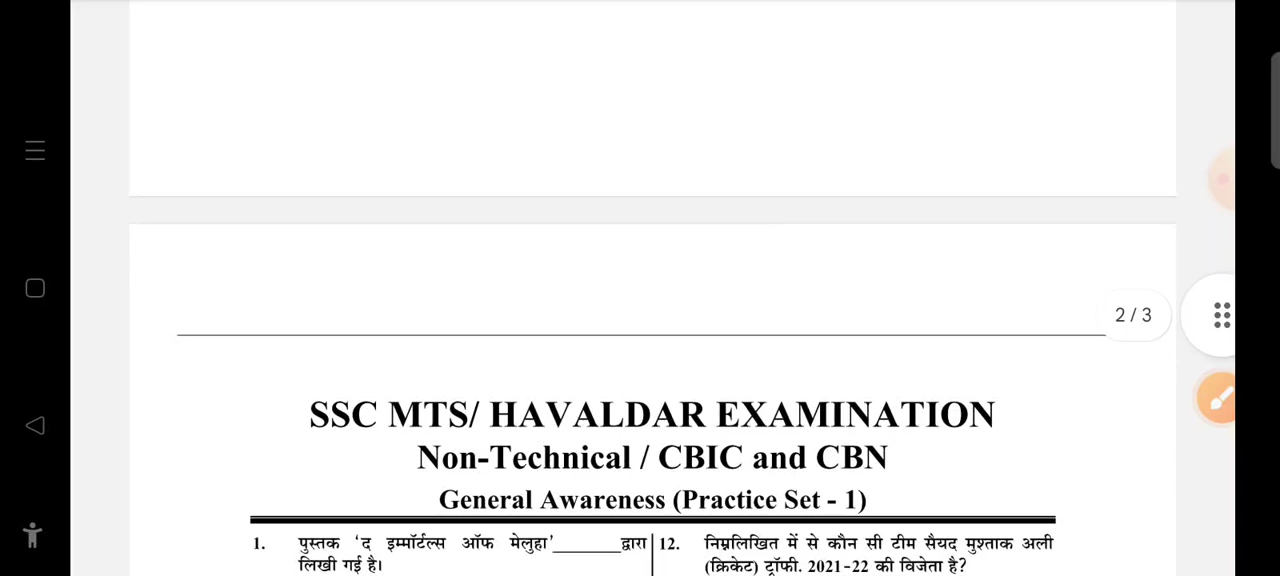 2 / 3
SSC MTS/ HAVALDAR EXAMINATION
Non-Technical / CBIC and CBN
General Awareness (Practice Set - 1)
1. पुस्तक 'द इम्मॉर्टल्स ऑफ मेलुहा'______द्वारा
लिखी गई है।
12. निम्नलिखित में से कौन सी टीम सैयद मुश्ताक अली
(क्रिकेट) ट्रॉफी. 2021-22 की विजेता है?